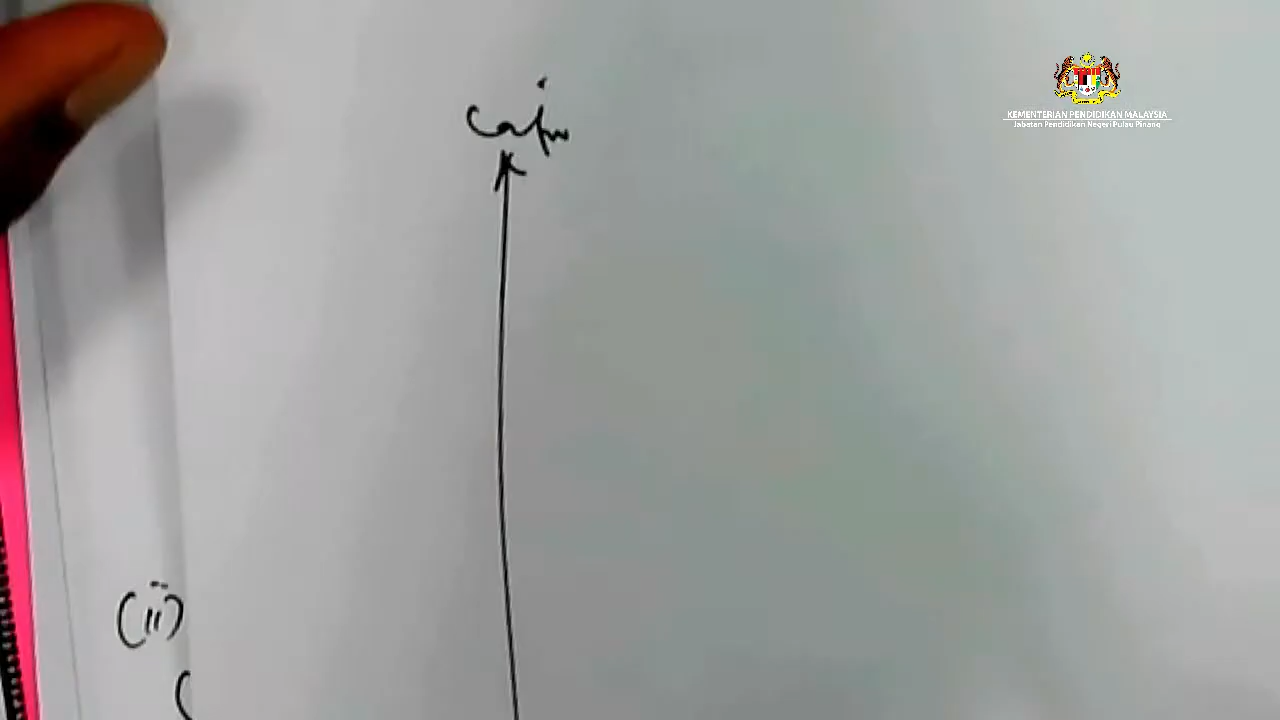 KEMENTERIAN PENDIDIKAN MALAYSIA
Jabatan Pendidikan Negeri Pulau Pinang
(ii)
(